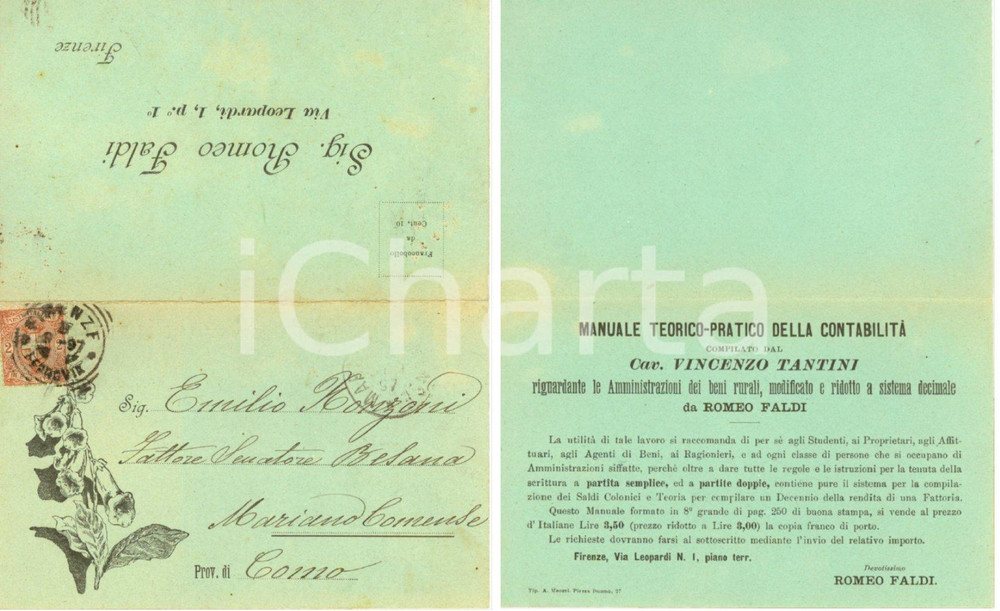 Sig. Romeo Faldi
Via Leopardi, 1, p.° 1°
Firenze
Francobollo
da
Cent. 10
FIRENZE
2
Sig. Emilio Ronzoni
Fattore Senatore Besana
Mariano Comense
Prov. di Como
iCharta
MANUALE TEORICO-PRATICO DELLA CONTABILITÀ
COMPILATO DAL
Cav. VINCENZO TANTINI
riguardante le Amministrazioni dei beni rurali, modificato e ridotto a sistema decimale
da ROMEO FALDI
La utilità di tale lavoro si raccomanda di per sè agli Studenti, ai Proprietari, agli Affit-
tuari, agli Agenti di Beni, ai Ragionieri, e ad ogni classe di persone che si occupano di
Amministrazioni siffatte, perchè oltre a dare tutte le regole e le istruzioni per la tenuta della
scrittura a partita semplice, ed a partite doppie, contiene pure il sistema per la compila-
zione dei Saldi Colonici e Teoria per compilare un Decennio della rendita di una Fattoria.
Questo Manuale formato in 8° grande di pag. 250 di buona stampa, si vende al prezzo
d' Italiane Lire 3,50 (prezzo ridotto a Lire 3,00) la copia franco di porto.
Le richieste dovranno farsi al sottoscritto mediante l'invio del relativo importo.
Firenze, Via Leopardi N. 1, piano terr.
Devotissimo
ROMEO FALDI.
Tip. A. Piazza Duomo,